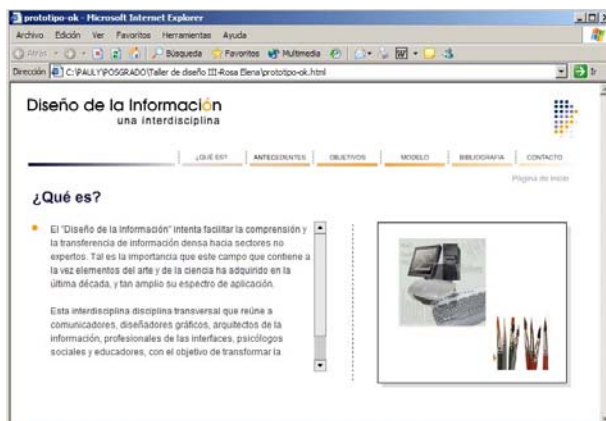 prototipo-ok - Microsoft Internet Explorer
Archivo Edición Ver Favoritos Herramientas Ayuda
Atrás Búsqueda Favoritos Multimedia
Dirección C:\PAULY\POSGRADO\Taller de diseño III-Rosa Elena\prototipo-ok.html Ir
Diseño de la Información
una interdisciplina
¿QUÉ ES? ANTECEDENTES OBJETIVOS MODELO BIBLIOGRAFIA CONTACTO
Página de inicio
¿Qué es?
El "Diseño de la Información" intenta facilitar la comprensión y
la transferencia de información densa hacia sectores no
expertos. Tal es la importancia que este campo que contiene a
la vez elementos del arte y de la ciencia ha adquirido en la
última década, y tan amplio su espectro de aplicación.
Esta interdisciplina disciplina transversal que reúne a
comunicadores, diseñadores gráficos, arquitectos de la
información, profesionales de las interfaces, psicólogos
sociales y educadores, con el objetivo de transformar la